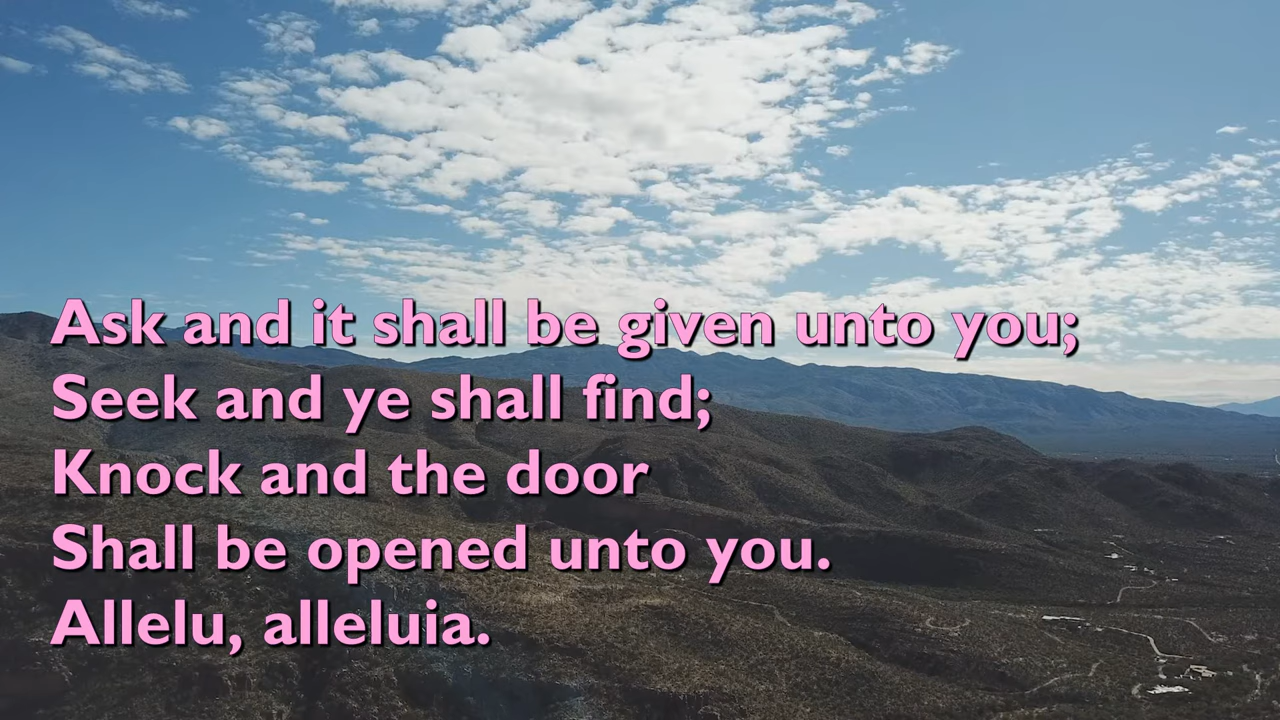 Ask and it shall be given unto you;
Seek and ye shall find;
Knock and the door
Shall be opened unto you.
Allelu, alleluia.